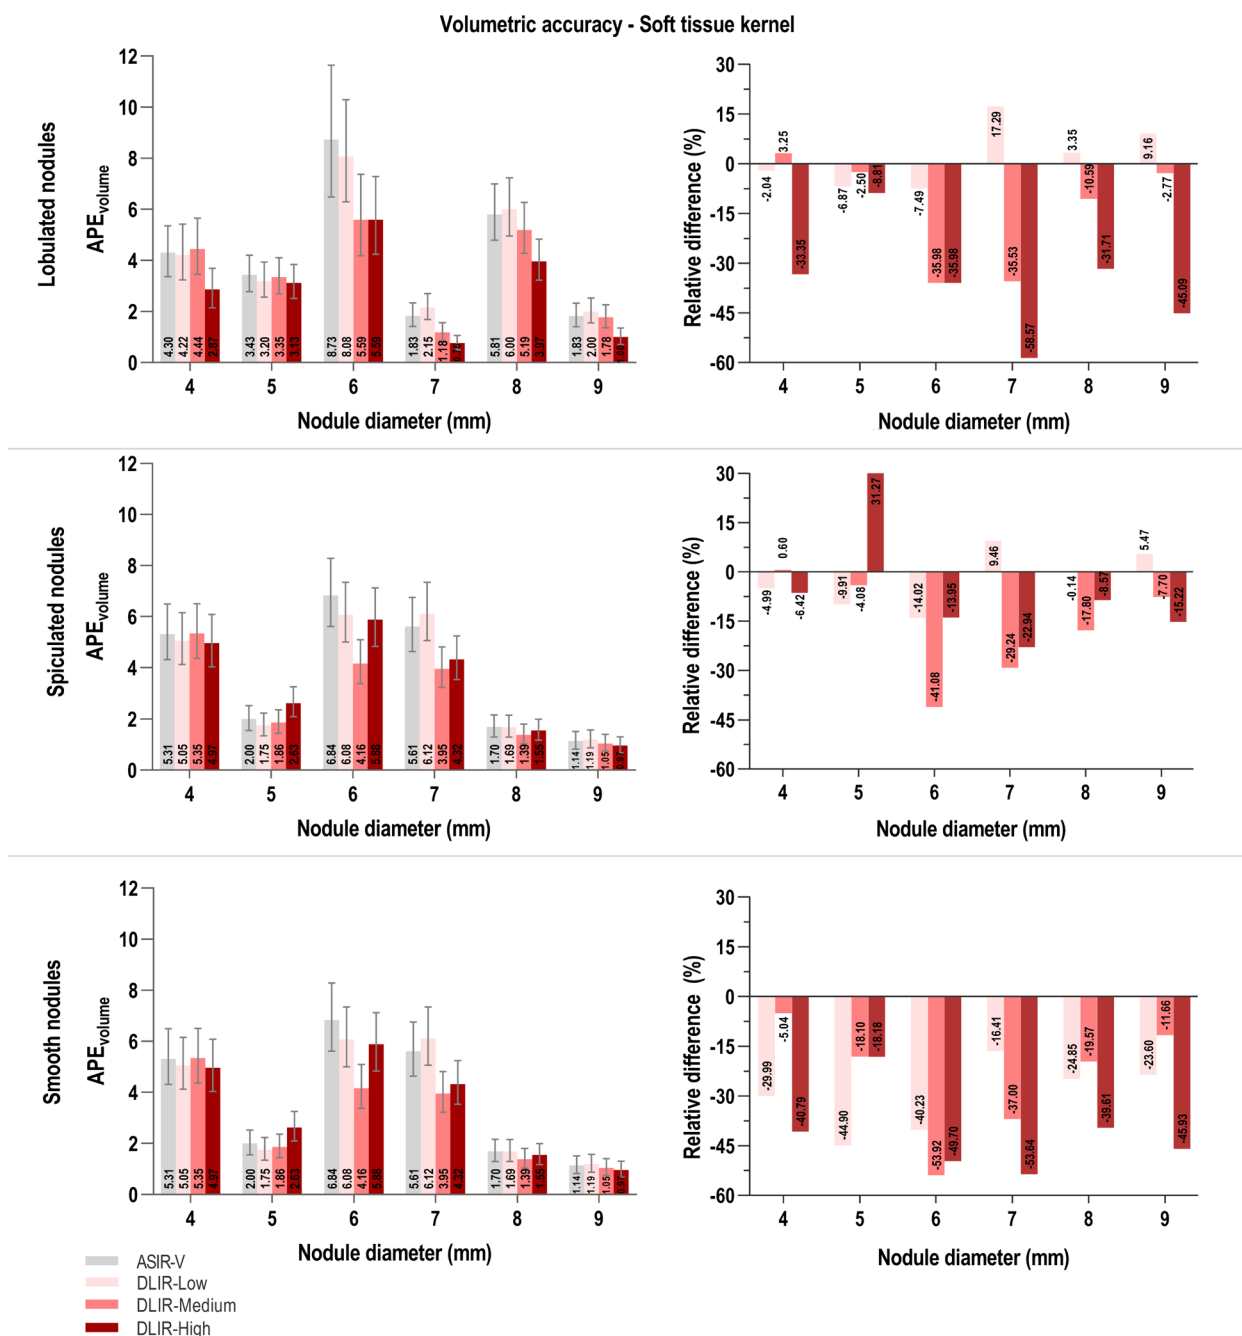 Volumetric accuracy - Soft tissue kernel
Lobulated nodules
APEvolume
12
10
8
6
4
2
0
4.30 4.22 4.44 2.87 3.43 3.20 3.35 3.13 8.73 8.08 5.59 5.59 1.83 2.15 1.18 5.81 6.00 5.19 3.97 1.83 2.00 1.78 1.00
4 5 6 7 8 9
Nodule diameter (mm)
Relative difference (%)
30
15
0
-15
-30
-45
-60
-2.04 3.25 -33.35 -6.87 -2.50 -8.81 -7.49 -35.98 -35.98 17.29 -35.53 -58.57 3.35 -10.59 -31.71 9.16 -2.77 -45.09
4 5 6 7 8 9
Nodule diameter (mm)
Spiculated nodules
APEvolume
12
10
8
6
4
2
0
5.31 5.05 5.35 4.97 2.00 1.75 1.86 2.63 6.84 6.08 4.16 5.88 5.61 6.12 3.95 4.32 1.70 1.69 1.39 1.55 1.14 1.19 1.05 0.97
4 5 6 7 8 9
Nodule diameter (mm)
Relative difference (%)
30
15
0
-15
-30
-45
-60
-4.99 0.60 -6.42 -9.91 -4.08 31.27 -14.02 -41.08 -13.95 9.46 -29.24 -22.94 -0.14 -17.80 -8.57 5.47 -7.70 -15.22
4 5 6 7 8 9
Nodule diameter (mm)
Smooth nodules
APEvolume
12
10
8
6
4
2
0
5.31 5.05 5.35 4.97 2.00 1.75 1.86 2.63 6.84 6.08 4.16 5.88 5.61 6.12 3.95 4.32 1.70 1.69 1.39 1.55 1.14 1.19 1.05 0.97
4 5 6 7 8 9
Nodule diameter (mm)
Relative difference (%)
30
15
0
-15
-30
-45
-60
-29.99 -5.04 -40.79 -44.90 -18.10 -18.18 -40.23 -53.92 -49.70 -16.41 -37.00 -53.64 -24.85 -19.57 -39.61 -23.60 -11.66 -45.93
4 5 6 7 8 9
Nodule diameter (mm)
ASIR-V
DLIR-Low
DLIR-Medium
DLIR-High